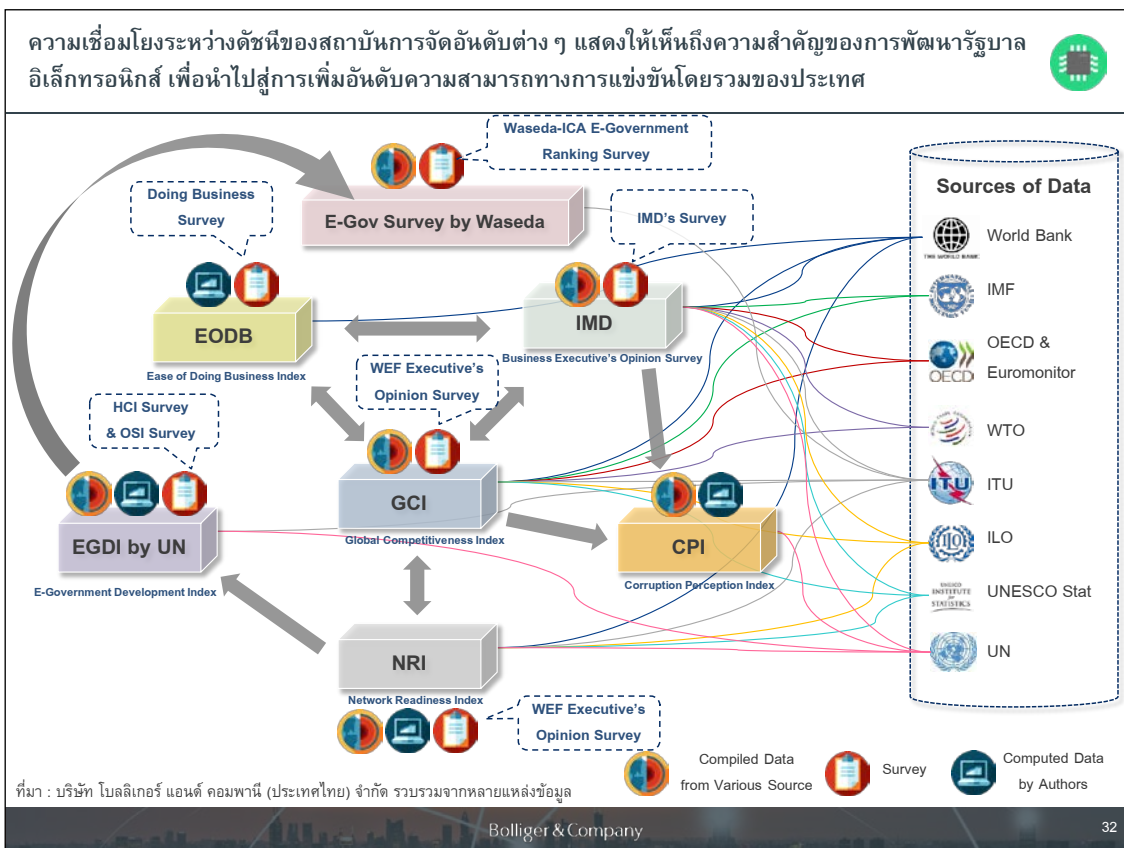 ความเชื่อมโยงระหว่างดัชนีของสถาบันการจัดอันดับต่าง ๆ แสดงให้เห็นถึงความสำคัญของการพัฒนารัฐบาล
อิเล็กทรอนิกส์ เพื่อนำไปสู่การเพิ่มอันดับความสามารถทางการแข่งขันโดยรวมของประเทศ
Waseda-ICA E-Government
Ranking Survey
E-Gov Survey by Waseda
Doing Business
Survey
IMD's Survey
EODB
Ease of Doing Business Index
IMD
Business Executive's Opinion Survey
WEF Executive's
Opinion Survey
HCI Survey
& OSI Survey
GCI
Global Competitiveness Index
EGDI by UN
E-Government Development Index
CPI
Corruption Perception Index
NRI
Network Readiness Index
WEF Executive's
Opinion Survey
Sources of Data
THE WORLD BANK
World Bank
IMF
OECD
OECD &
Euromonitor
WTO
ITU
ITU
ILO
ILO
UNESCO
INSTITUTE
for
STATISTICS
UNESCO Stat
UN
Compiled Data
from Various Source
Survey
Computed Data
by Authors
ที่มา : บริษัท โบลลิเกอร์ แอนด์ คอมพานี (ประเทศไทย) จำกัด รวบรวมจากหลายแหล่งข้อมูล
Bolliger & Company
32